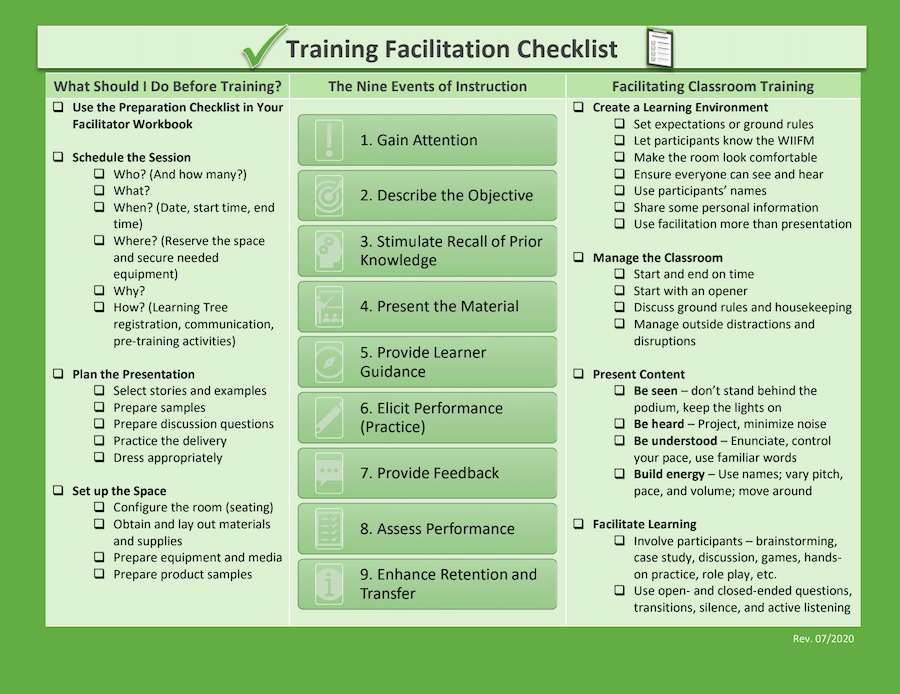 Training Facilitation Checklist
What Should I Do Before Training?
❑ Use the Preparation Checklist in Your
Facilitator Workbook
❑ Schedule the Session
❑ Who? (And how many?)
❑ What?
❑ When? (Date, start time, end
time)
❑ Where? (Reserve the space
and secure needed
equipment)
❑ Why?
❑ How? (Learning Tree
registration, communication,
pre-training activities)
❑ Plan the Presentation
❑ Select stories and examples
❑ Prepare samples
❑ Prepare discussion questions
❑ Practice the delivery
❑ Dress appropriately
❑ Set up the Space
❑ Configure the room (seating)
❑ Obtain and lay out materials
and supplies
❑ Prepare equipment and media
❑ Prepare product samples
The Nine Events of Instruction
1. Gain Attention
2. Describe the Objective
3. Stimulate Recall of Prior
Knowledge
4. Present the Material
5. Provide Learner
Guidance
6. Elicit Performance
(Practice)
7. Provide Feedback
8. Assess Performance
9. Enhance Retention and
Transfer
Facilitating Classroom Training
❑ Create a Learning Environment
❑ Set expectations or ground rules
❑ Let participants know the WIIFM
❑ Make the room look comfortable
❑ Ensure everyone can see and hear
❑ Use participants’ names
❑ Share some personal information
❑ Use facilitation more than presentation
❑ Manage the Classroom
❑ Start and end on time
❑ Start with an opener
❑ Discuss ground rules and housekeeping
❑ Manage outside distractions and
disruptions
❑ Present Content
❑ Be seen – don’t stand behind the
podium, keep the lights on
❑ Be heard – Project, minimize noise
❑ Be understood – Enunciate, control
your pace, use familiar words
❑ Build energy – Use names; vary pitch,
pace, and volume; move around
❑ Facilitate Learning
❑ Involve participants – brainstorming,
case study, discussion, games, hands-
on practice, role play, etc.
❑ Use open- and closed-ended questions,
transitions, silence, and active listening
Rev. 07/2020